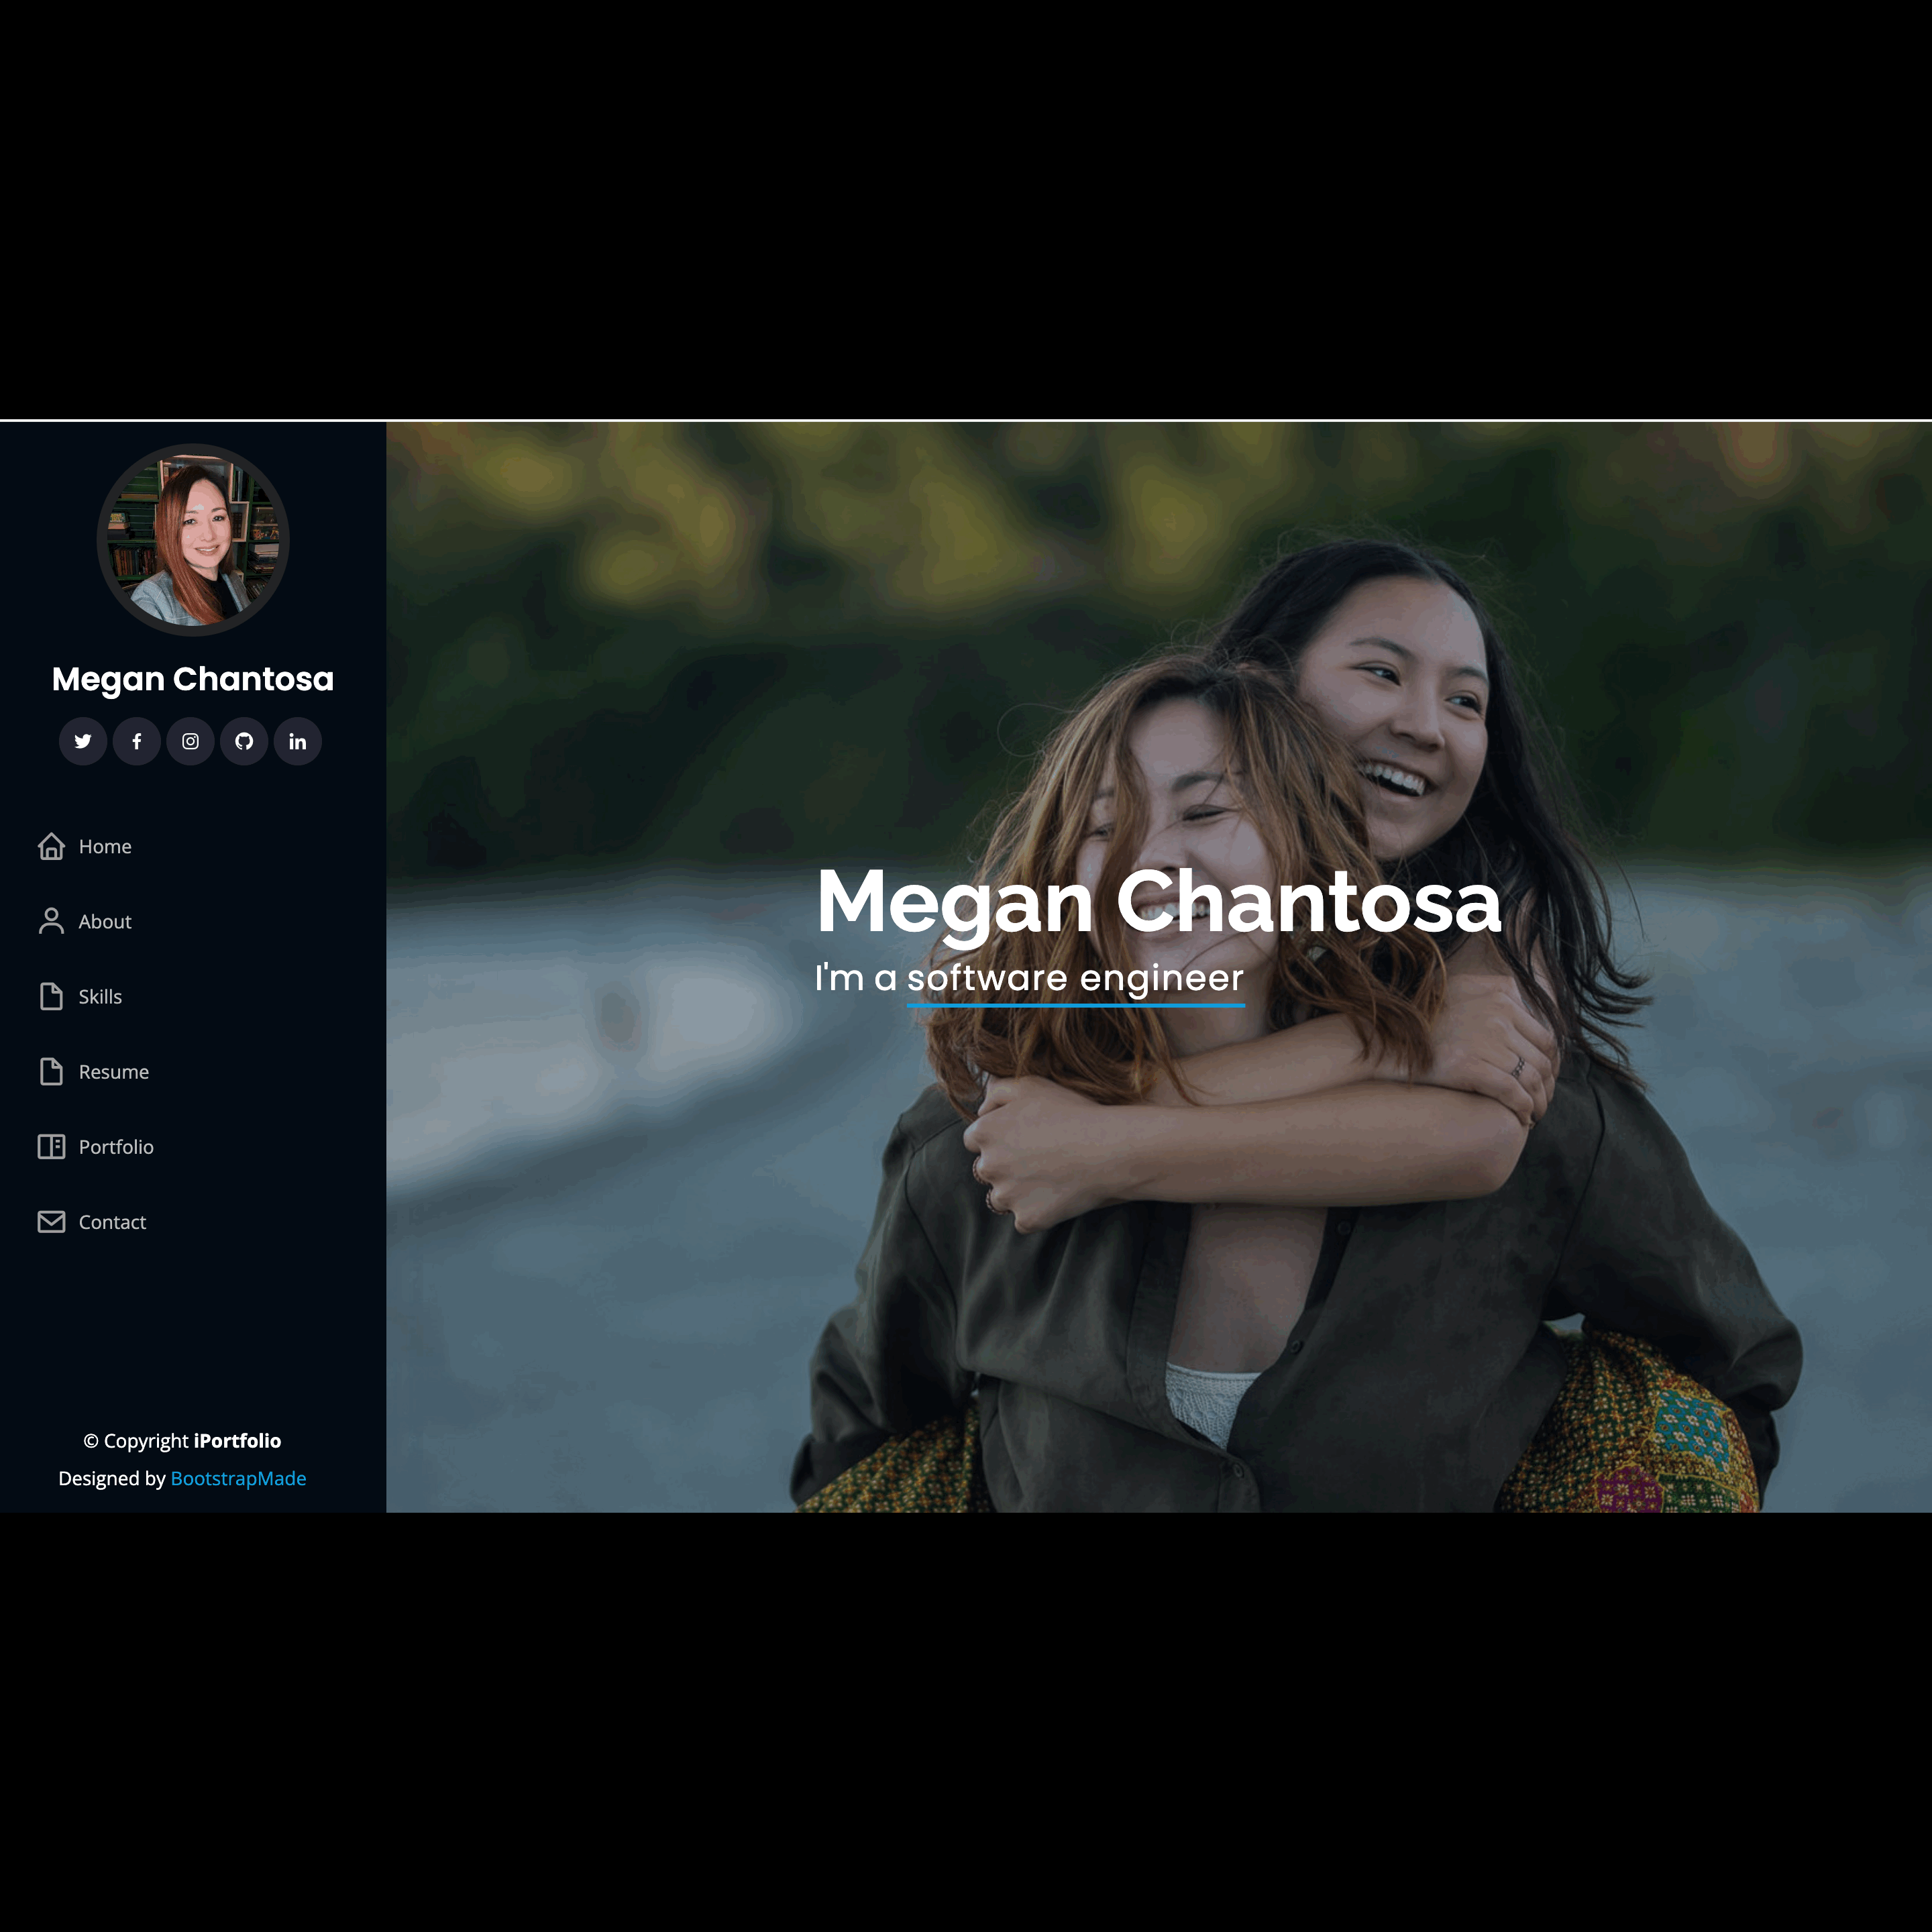 Megan Chantosa
Home
About
Skills
Resume
Portfolio
Contact
© Copyright iPortfolio
Designed by BootstrapMade
Megan Chantosa
I'm a software engineer